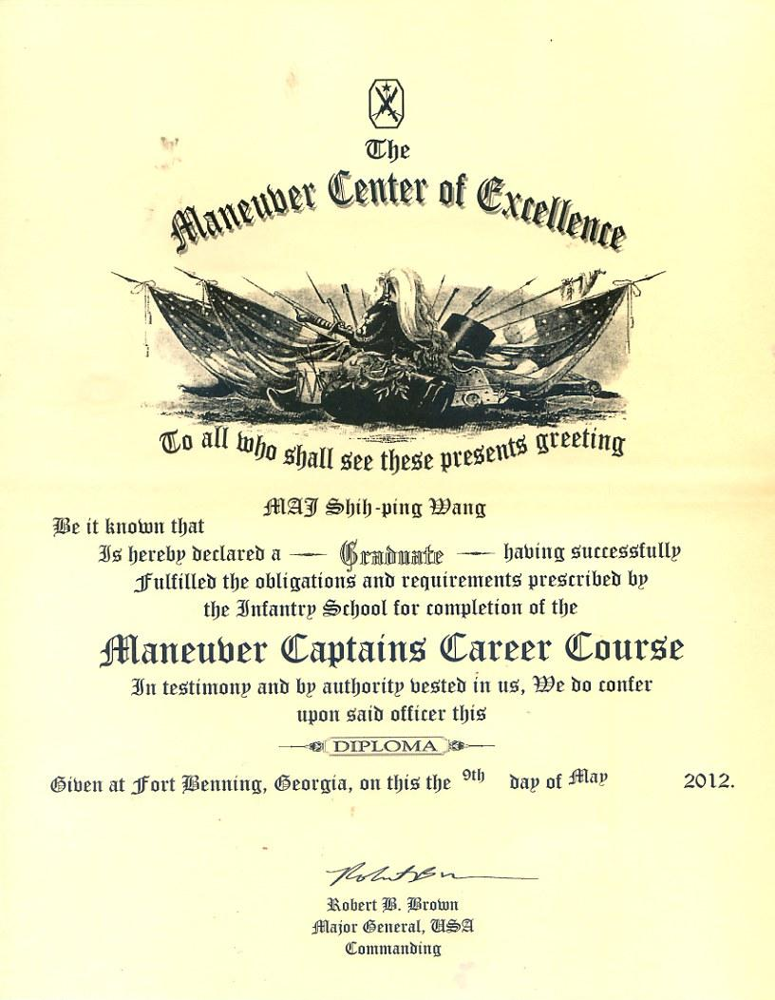 The
Maneuver Center of Excellence
To all who shall see these presents greeting
MAJ Shih-ping Wang
Be it known that
Is hereby declared a — Graduate — having successfully
Fulfilled the obligations and requirements prescribed by
the Infantry School for completion of the
Maneuver Captains Career Course
In testimony and by authority vested in us, We do confer
upon said officer this
DIPLOMA
Given at Fort Benning, Georgia, on this the 9th day of May 2012.
Robert B. Brown
Major General, USA
Commanding